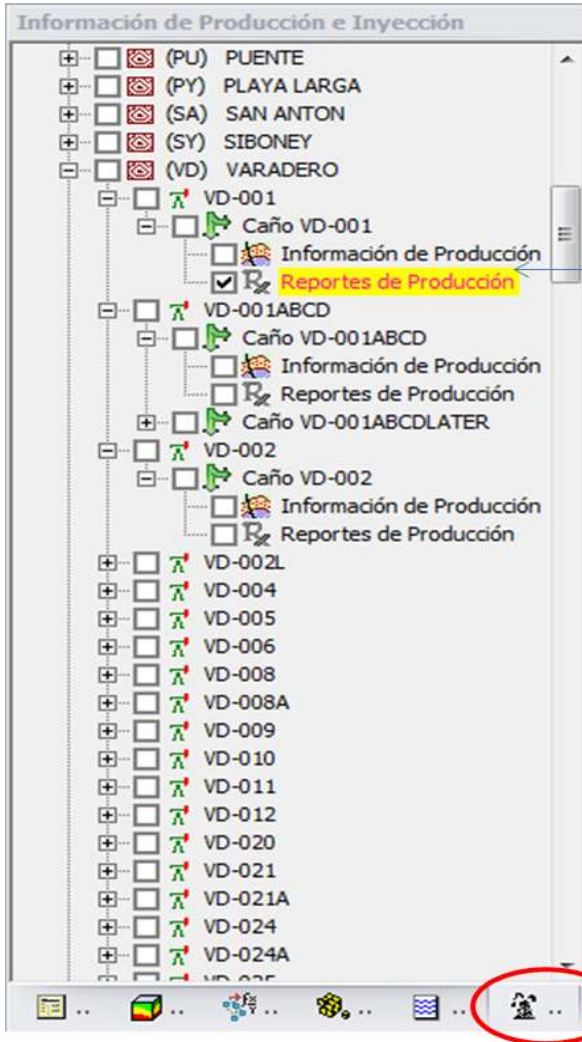 Información de Producción e Inyección
(PU) PUENTE
(PY) PLAYA LARGA
(SA) SAN ANTON
(SY) SIBONEY
(VD) VARADERO
VD-001
Caño VD-001
Información de Producción
Reportes de Producción
VD-001ABCD
Caño VD-001ABCD
Información de Producción
Reportes de Producción
Caño VD-001ABCDLATER
VD-002
Caño VD-002
Información de Producción
Reportes de Producción
VD-002L
VD-004
VD-005
VD-006
VD-008
VD-008A
VD-009
VD-010
VD-011
VD-012
VD-020
VD-021
VD-021A
VD-024
VD-024A
.. .. .. .. .. ..